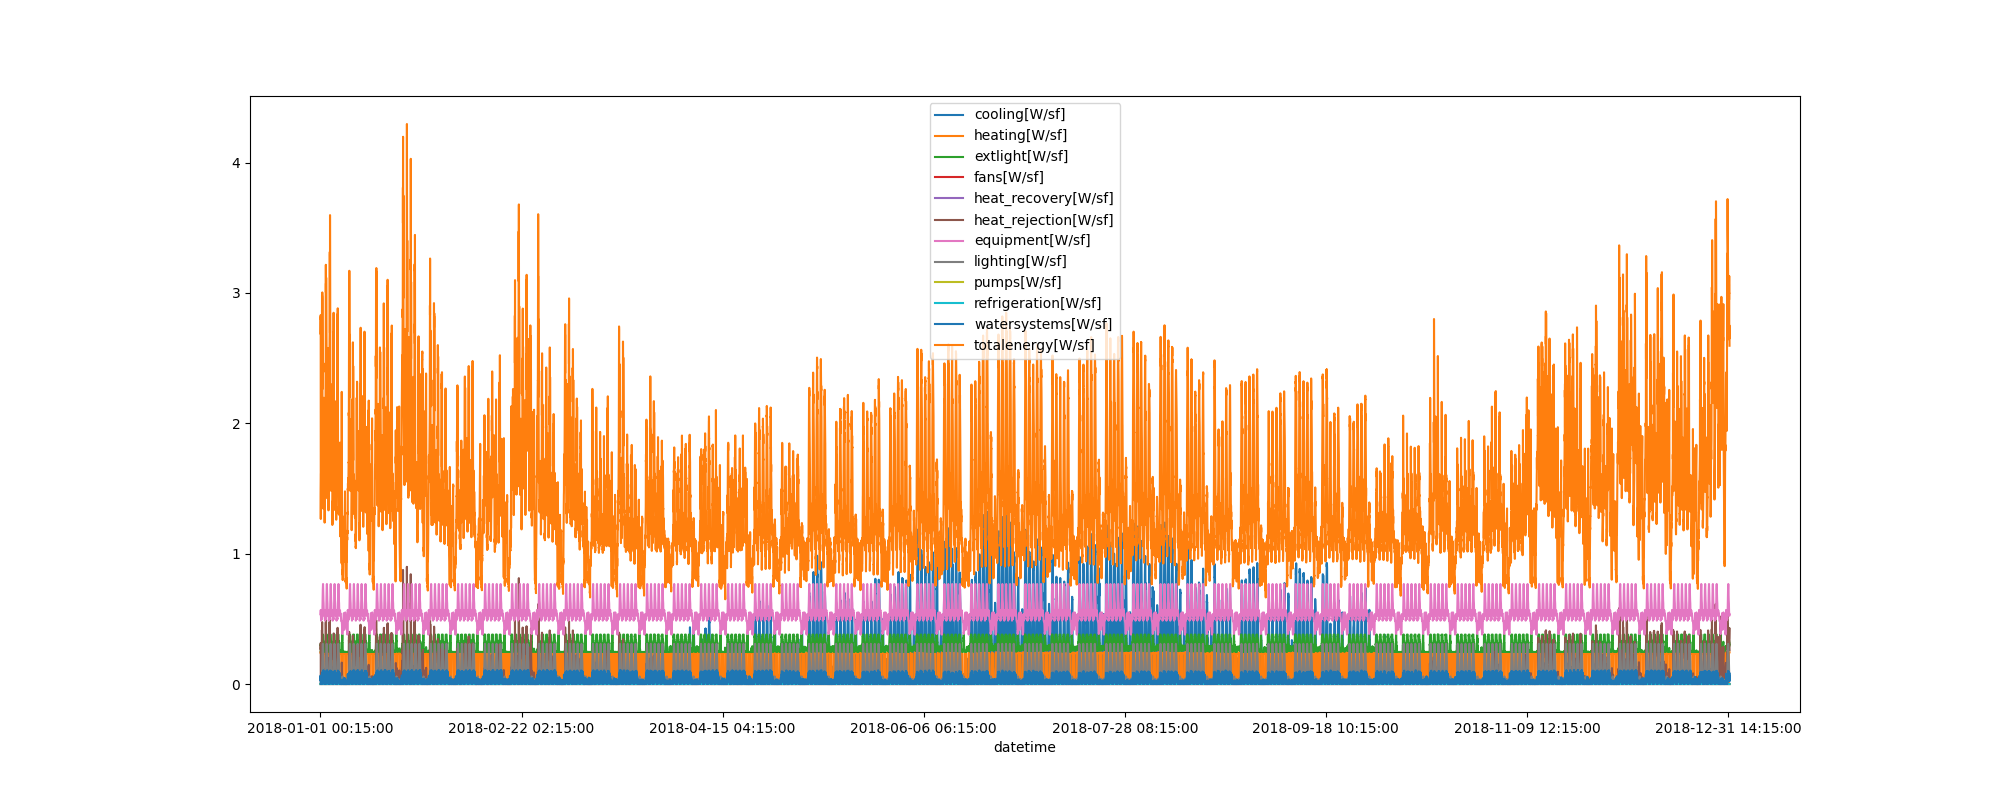 cooling[W/sf]
heating[W/sf]
extlight[W/sf]
fans[W/sf]
heat_recovery[W/sf]
heat_rejection[W/sf]
equipment[W/sf]
lighting[W/sf]
pumps[W/sf]
refrigeration[W/sf]
watersystems[W/sf]
totalenergy[W/sf]
4
3
2
1
0
2018-01-01 00:15:00 2018-02-22 02:15:00 2018-04-15 04:15:00 2018-06-06 06:15:00 2018-07-28 08:15:00 2018-09-18 10:15:00 2018-11-09 12:15:00 2018-12-31 14:15:00
datetime